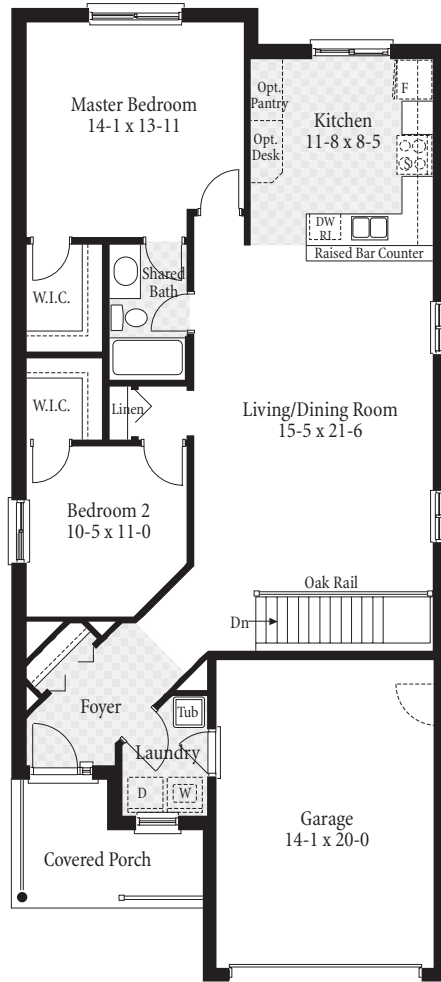 Master Bedroom
14-1 x 13-11
Opt.
Pantry
Opt.
Desk
Kitchen
11-8 x 8-5
F
S
DW
R.I.
Raised Bar Counter
W.I.C.
Shared
Bath
W.I.C.
Linen
Living/Dining Room
15-5 x 21-6
Bedroom 2
10-5 x 11-0
Oak Rail
Dn
Foyer
Tub
Laundry
D
W
Garage
14-1 x 20-0
Covered Porch